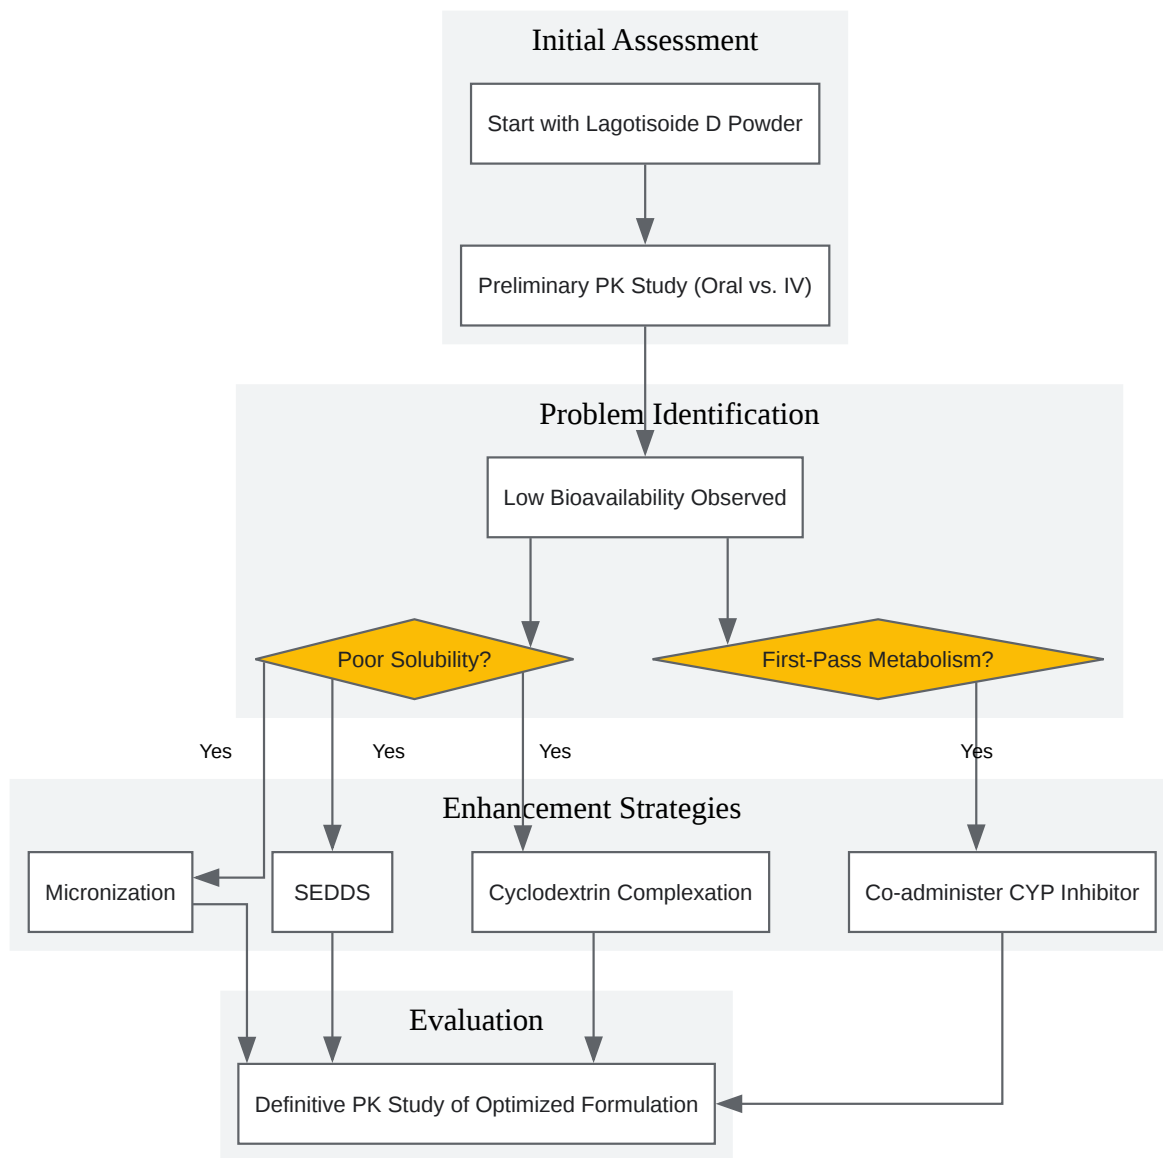 Initial Assessment
Start with Lagotisoide D Powder
Preliminary PK Study (Oral vs. IV)
Problem Identification
Low Bioavailability Observed
Poor Solubility?
First-Pass Metabolism?
Yes
Yes
Yes
Yes
Enhancement Strategies
Micronization
SEDDS
Cyclodextrin Complexation
Co-administer CYP Inhibitor
Evaluation
Definitive PK Study of Optimized Formulation